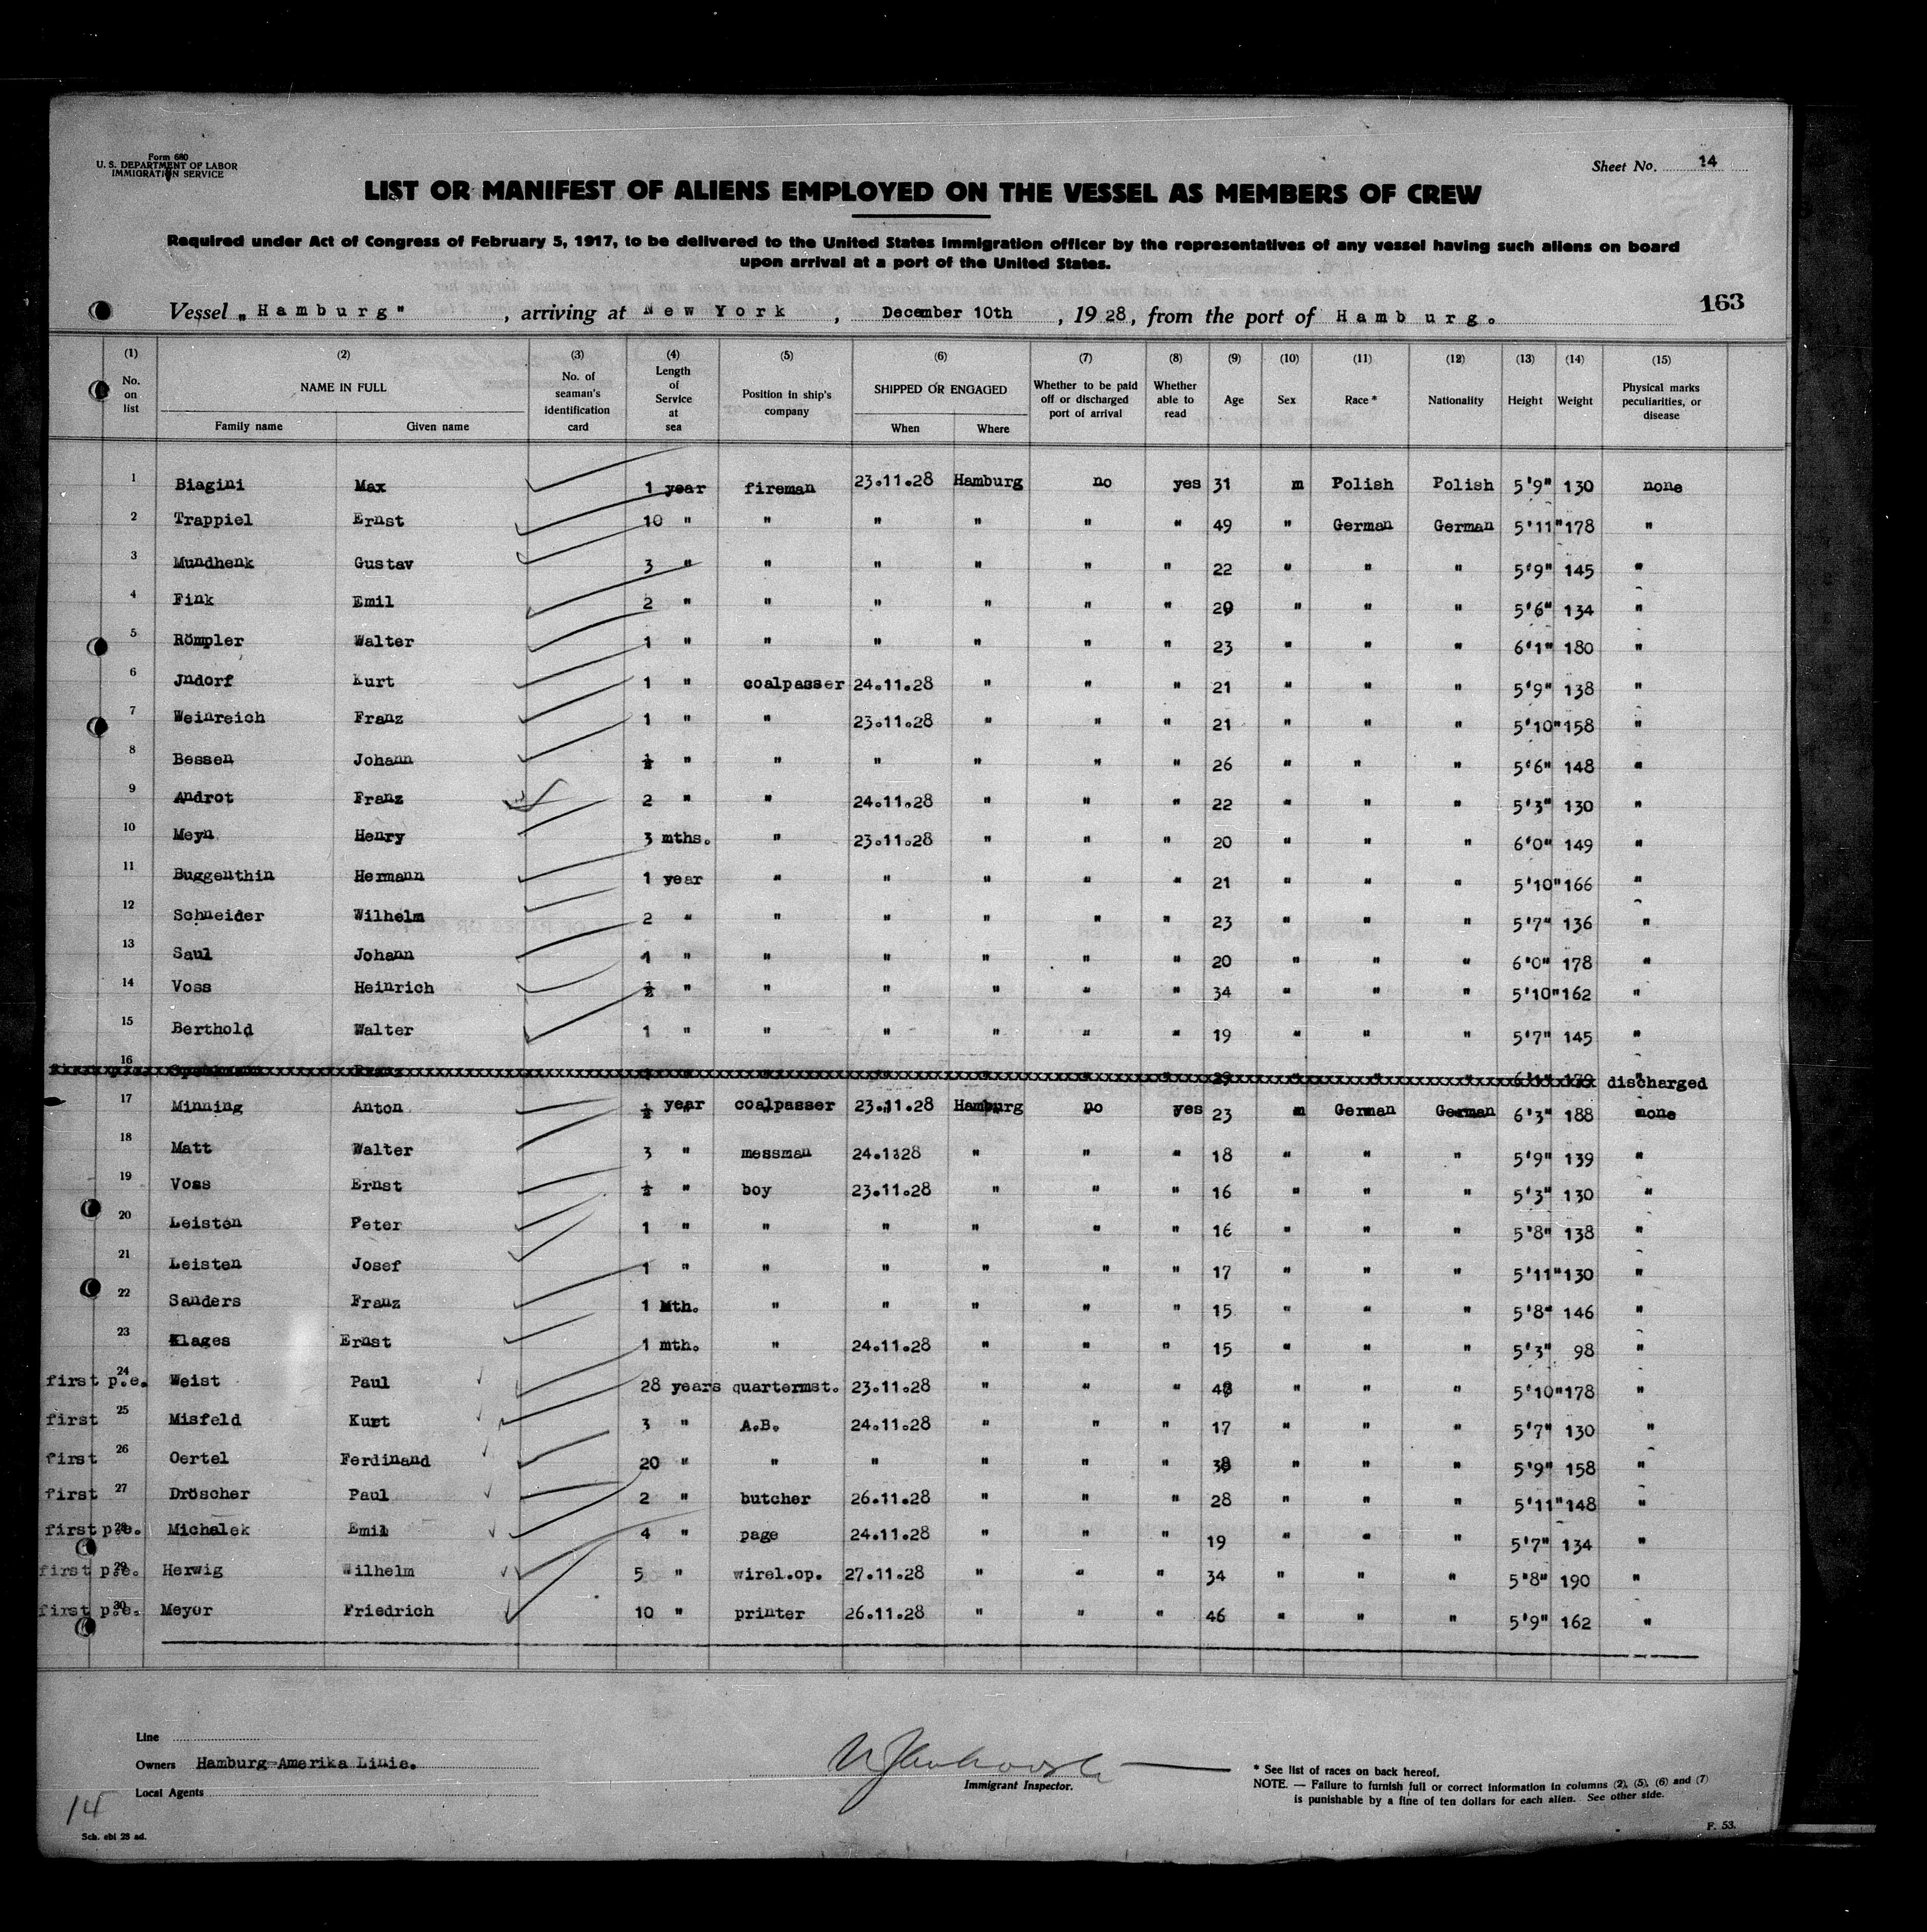 Form 680
U. S. DEPARTMENT OF LABOR
IMMIGRATION SERVICE
Sheet No. 14
LIST OR MANIFEST OF ALIENS EMPLOYED ON THE VESSEL AS MEMBERS OF CREW
Required under Act of Congress of February 5, 1917, to be delivered to the United States immigration officer by the representatives of any vessel having such aliens on board
upon arrival at a port of the United States.
163
Vessel „Hamburg", arriving at New York, December 10th, 1928, from the port of Hamburg.
(1) (2) (3) (4) (5) (6) (7) (8) (9) (10) (11) (12) (13) (14) (15)
No. on list NAME IN FULL Family name Given name No. of seaman's identification card Length of Service at sea Position in ship's company SHIPPED OR ENGAGED When Where Whether to be paid off or discharged port of arrival Whether able to read Age Sex Race * Nationality Height Weight Physical marks peculiarities, or disease
1 Biagini Max 1 year fireman 23.11.28 Hamburg no yes 31 m Polish Polish 5'9" 130 none
2 Trappiel Ernst 10 " " " " " " 49 " German German 5'11" 178 "
3 Mundhenk Gustav 3 " " " " " " 22 " " " 5'9" 145 "
4 Fink Emil 2 " " " " " " 29 " " " 5'6" 134 "
5 Römpler Walter 1 " " " " " " 23 " " " 6'1" 180 "
6 Jndorf Kurt 1 " coalpasser 24.11.28 " " " 21 " " " 5'9" 138 "
7 Weinreich Franz 1 " " 23.11.28 " " " 21 " " " 5'10" 158 "
8 Bessen Johann ½ " " " " " " 26 " " " 5'6" 148 "
9 Androt Franz 2 " " 24.11.28 " " " 22 " " " 5'3" 130 "
10 Meyn Henry 3 mths. " 23.11.28 " " " 20 " " " 6'0" 149 "
11 Buggenthin Hermann 1 year " " " " " 21 " " " 5'10" 166 "
12 Schneider Wilhelm 2 " " " " " " 23 " " " 5'7" 136 "
13 Saul Johann 1 " " " " " " 20 " " " 6'0" 178 "
14 Voss Heinrich ½ " " " " " " 34 " " " 5'10" 162 "
15 Berthold Walter 1 " " " " " " 19 " " " 5'7" 145 "
16 discharged
17 Minning Anton ½ year coalpasser 23.11.28 Hamburg no yes 23 m German German 6'3" 188 none
18 Matt Walter 3 " messman 24.1128 " " " 18 " " " 5'9" 139 "
19 Voss Ernst ½ " boy 23.11.28 " " " 16 " " " 5'3" 130 "
20 Leisten Peter 1 " " " " " " 16 " " " 5'8" 138 "
21 Leisten Josef 1 " " " " " " 17 " " " 5'11" 130 "
22 Sanders Franz 1 Mth. " " " " " 15 " " " 5'8" 146 "
23 Klages Ernst 1 mth. " 24.11.28 " " " 15 " " " 5'3" 98 "
first p.e. 24 Weist Paul 28 years quartermst. 23.11.28 " " " " " " 5'10" 178 "
first 25 Misfeld Kurt 3 " A.B. 24.11.28 " " " 17 " " " 5'7" 130 "
first 26 Oertel Ferdinand 20 " " " " " " " " " 5'9" 158 "
first 27 Dröscher Paul 2 " butcher 26.11.28 " " " 28 " " " 5'11" 148 "
first p.e. 28 Michalek Emil 4 " page 24.11.28 " " " 19 " " " 5'7" 134 "
first p.e. 29 Herwig Wilhelm 5 " wirel.op. 27.11.28 " " " 34 " " " 5'8" 190 "
first p.e. 30 Meyer Friedrich 10 " printer 26.11.28 " " " 46 " " " 5'9" 162 "
Line
Owners Hamburg-Amerika Linie.
Local Agents
Immigrant Inspector.
* See list of races on back hereof.
NOTE. — Failure to furnish full or correct information in columns (2), (5), (6) and (7)
is punishable by a fine of ten dollars for each alien. See other side.
14
Sch. ebi 28 ad.
F. 53.